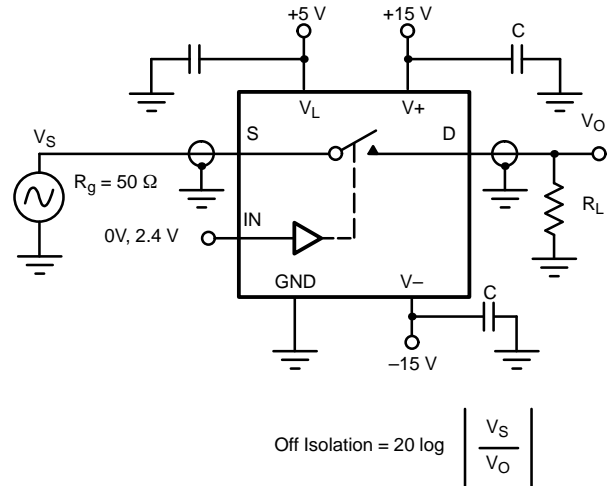 +5 V
+15 V
C
V_L
V+
V_S
S
D
V_O
R_g = 50 Ω
R_L
IN
0V, 2.4 V
GND
V–
C
–15 V
Off Isolation = 20 log | V_S / V_O |